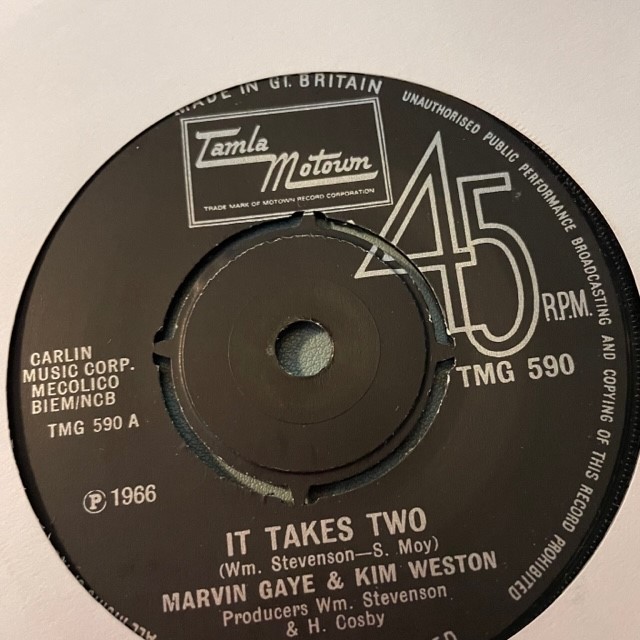 MADE IN GT. BRITAIN
UNAUTHORISED PUBLIC PERFORMANCE BROADCASTING AND COPYING OF THIS RECORD PROHIBITED
Tamla
Motown
TRADE MARK OF MOTOWN RECORD CORPORATION
45
R.P.M.
TMG 590
CARLIN
MUSIC CORP.
MECOLICO
BIEM/NCB
TMG 590 A
Ⓟ 1966
IT TAKES TWO
(Wm. Stevenson—S. Moy)
MARVIN GAYE & KIM WESTON
Producers Wm. Stevenson
& H. Cosby